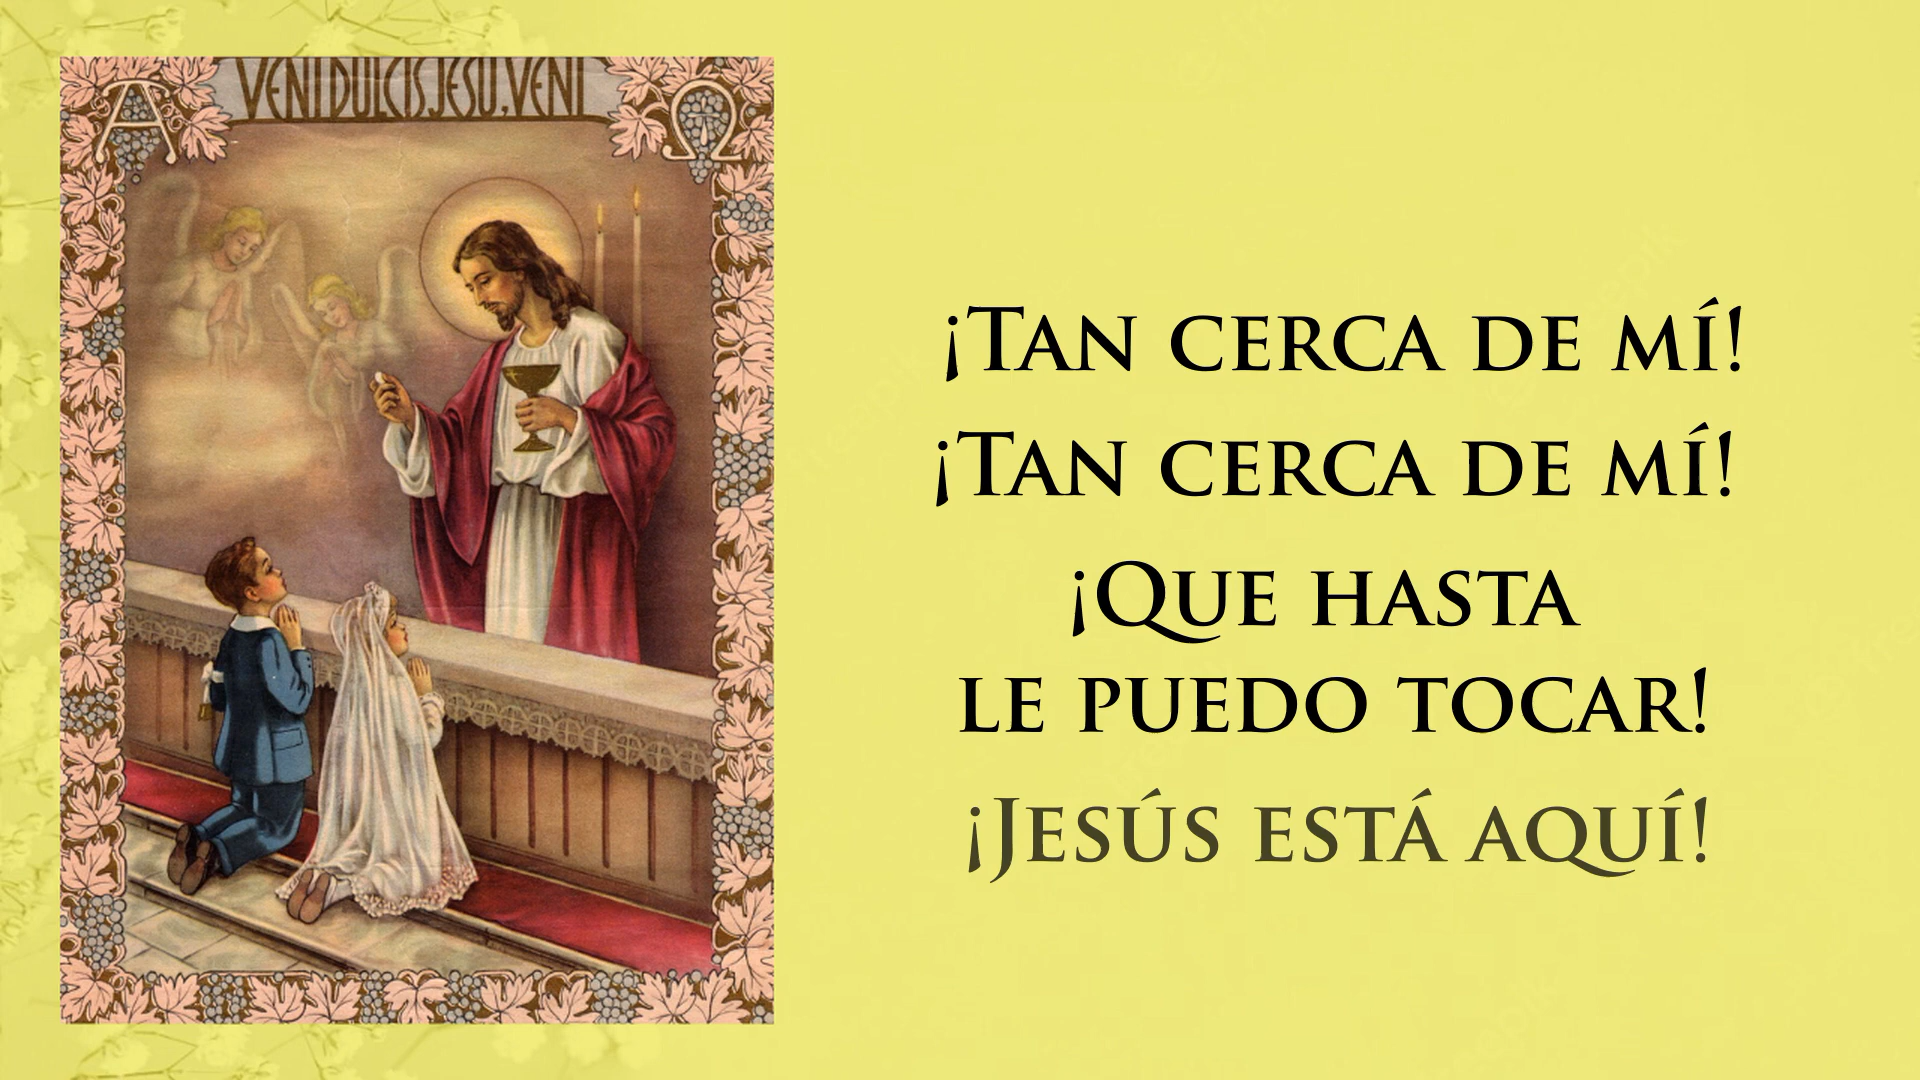 VENI DULCIS JESU, VENI
A Ω
¡Tan cerca de mí!
¡Tan cerca de mí!
¡Que hasta
le puedo tocar!
¡Jesús está aquí!